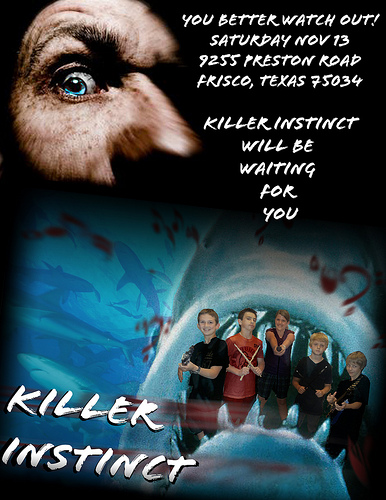 YOU BETTER WATCH OUT!
SATURDAY NOV 13
9255 PRESTON ROAD
FRISCO, TEXAS 75034
KILLER INSTINCT
WILL BE
WAITING
FOR
YOU
KILLER
INSTINCT